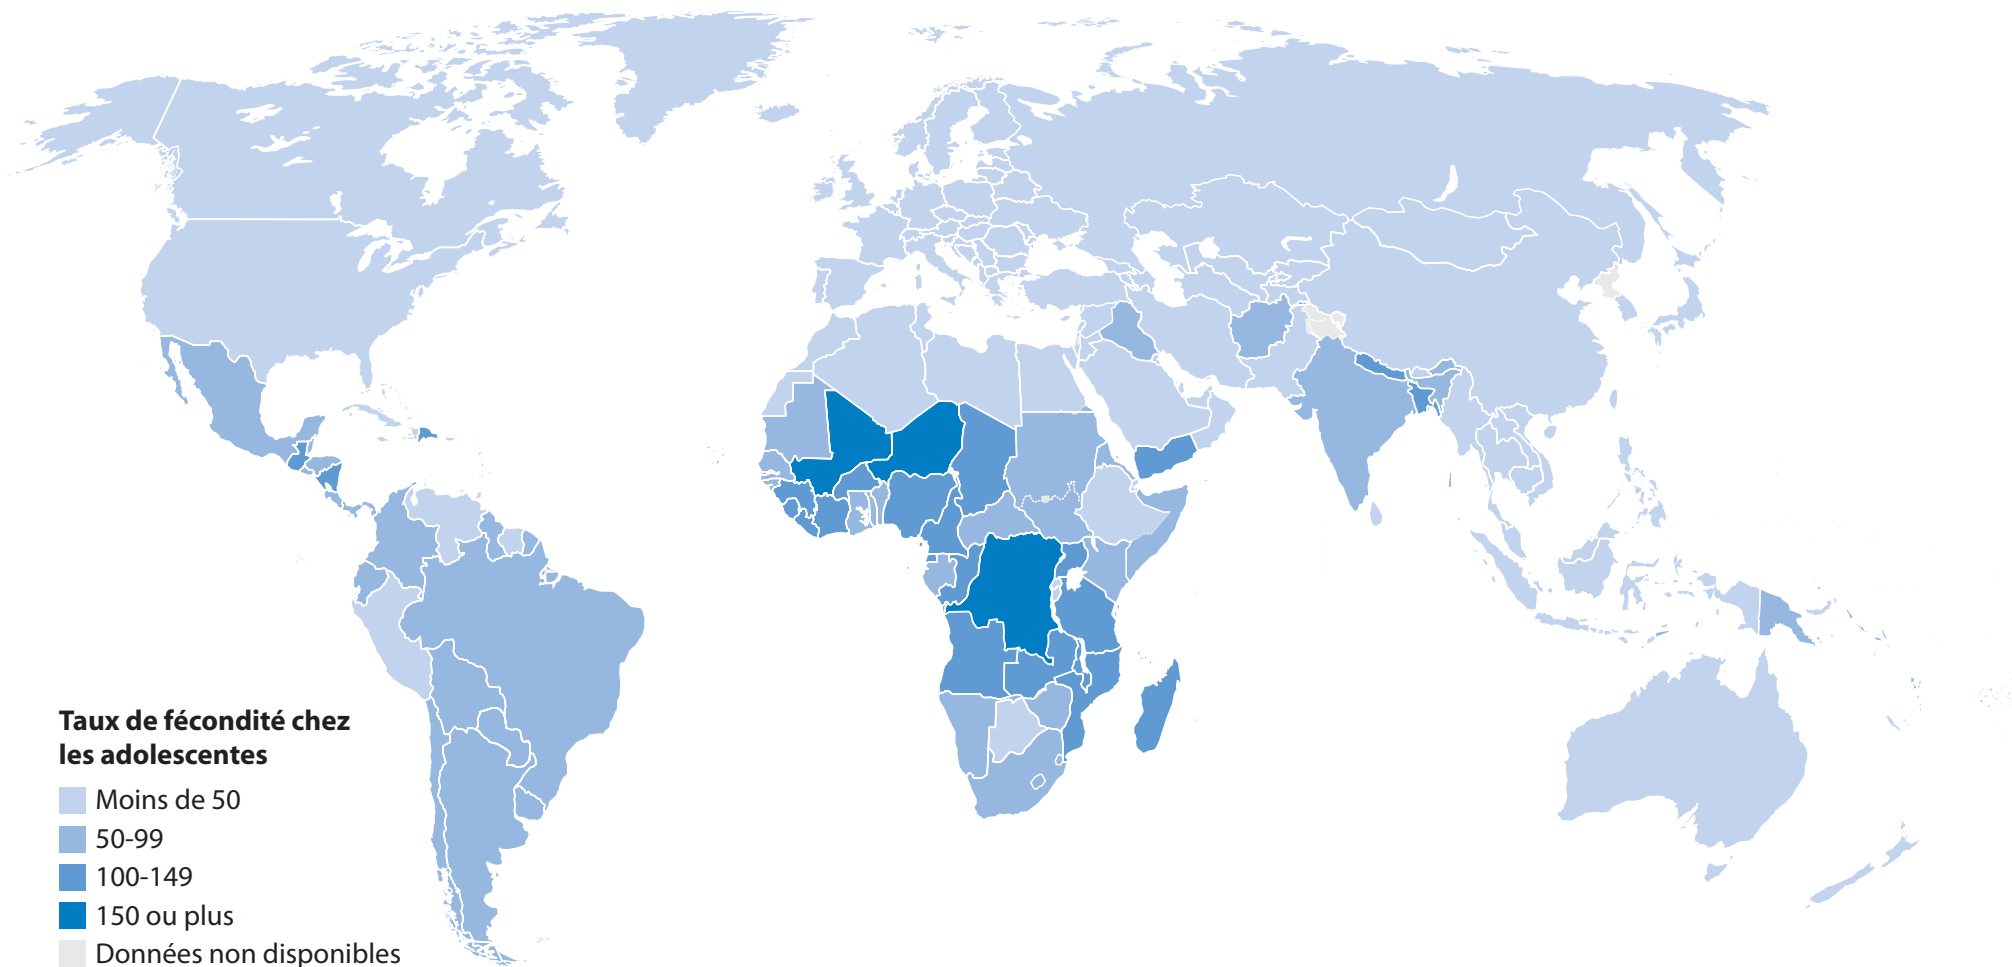 Taux de fécondité chez
les adolescentes
Moins de 50
50-99
100-149
150 ou plus
Données non disponibles